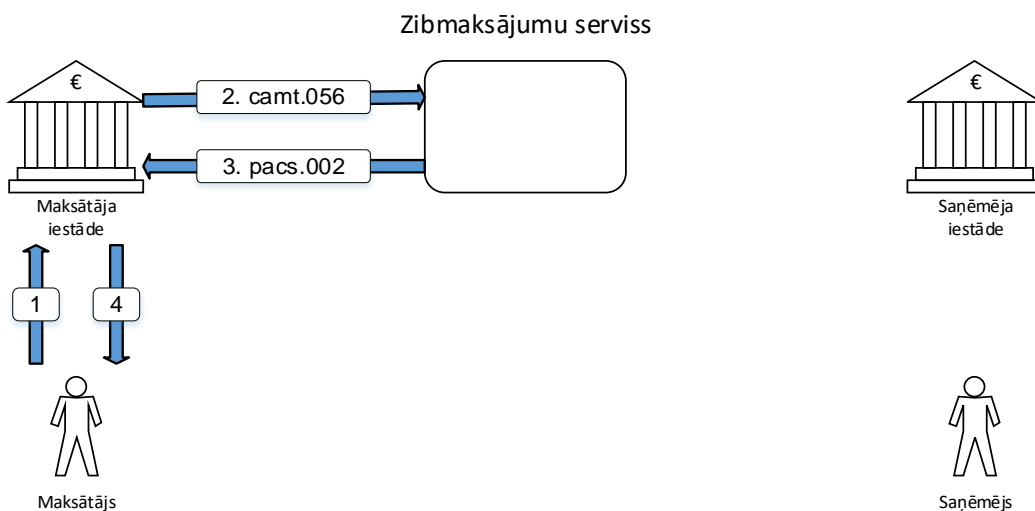 Zibmaksājumu serviss
€
2. camt.056
€
3. pacs.002
Maksātāja
iestāde
Saņēmēja
iestāde
1
4
Maksātājs
Saņēmējs